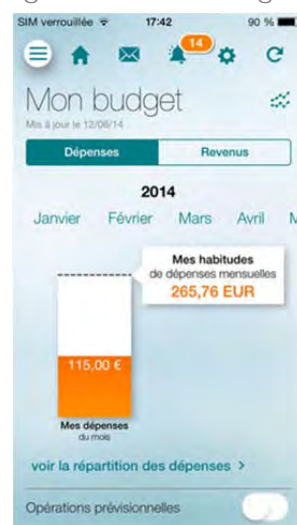 SIM verrouillée 17:42 90 %
14
Mon budget
Mis à jour le 12/06/14
Dépenses Revenus
2014
Janvier Février Mars Avril M
Mes habitudes
de dépenses mensuelles
265,76 EUR
115,00 €
Mes dépenses
du mois
voir la répartition des dépenses >
Opérations prévisionnelles